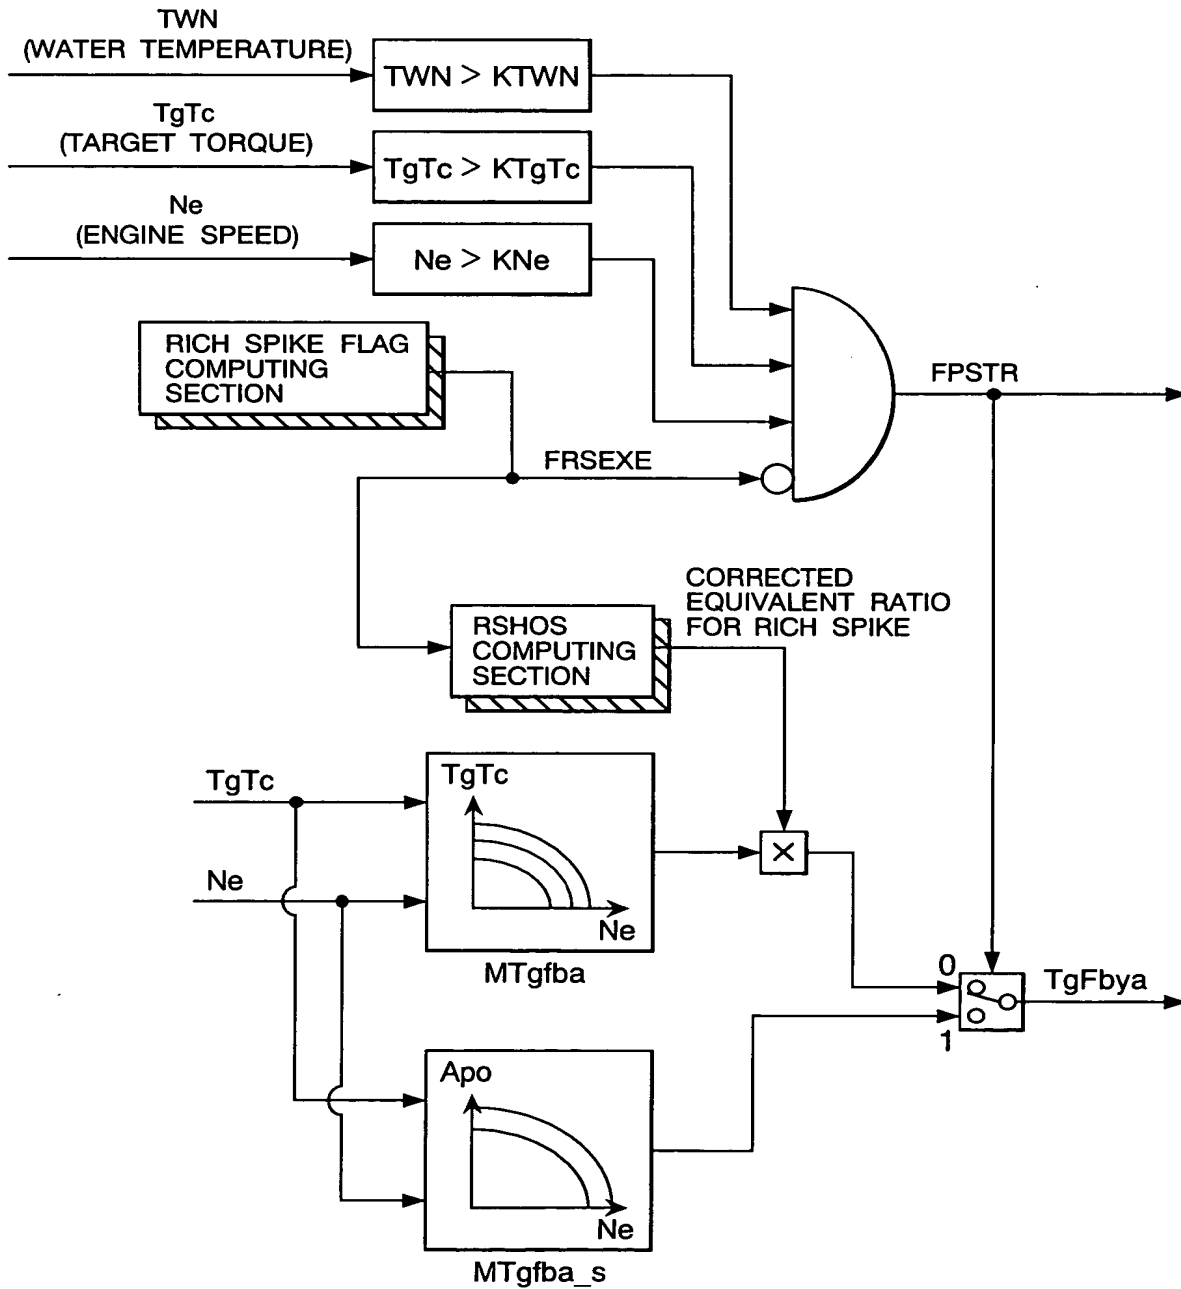 TWN
(WATER TEMPERATURE)
TWN > KTWN
TgTc
(TARGET TORQUE)
TgTc > KTgTc
Ne
(ENGINE SPEED)
Ne > KNe
RICH SPIKE FLAG
COMPUTING
SECTION
FPSTR
FRSEXE
CORRECTED
EQUIVALENT RATIO
FOR RICH SPIKE
RSHOS
COMPUTING
SECTION
TgTc
TgTc
X
Ne
Ne
MTgfba
0
TgFbya
1
Apo
Ne
MTgfba_s